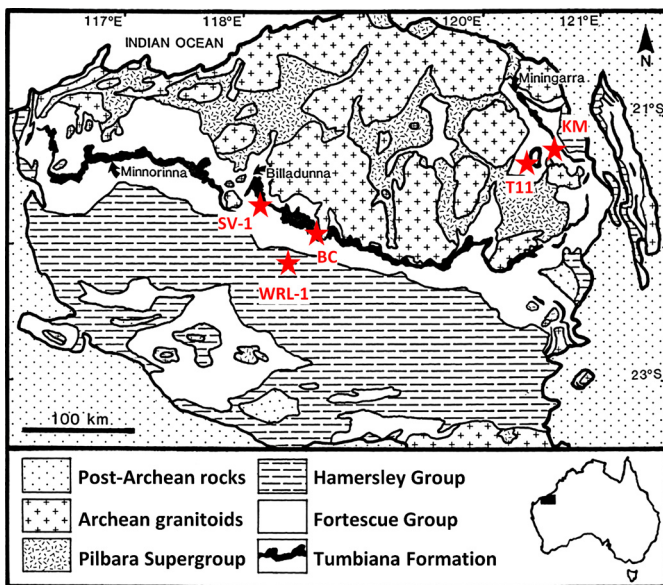 117°E
118°E
120°E
121°E
INDIAN OCEAN
N
Miningarra
21°S
KM
T11
Minnorinna
Billadunna
SV-1
BC
WRL-1
23°S
100 km.
Post-Archean rocks
Hamersley Group
Archean granitoids
Fortescue Group
Pilbara Supergroup
Tumbiana Formation